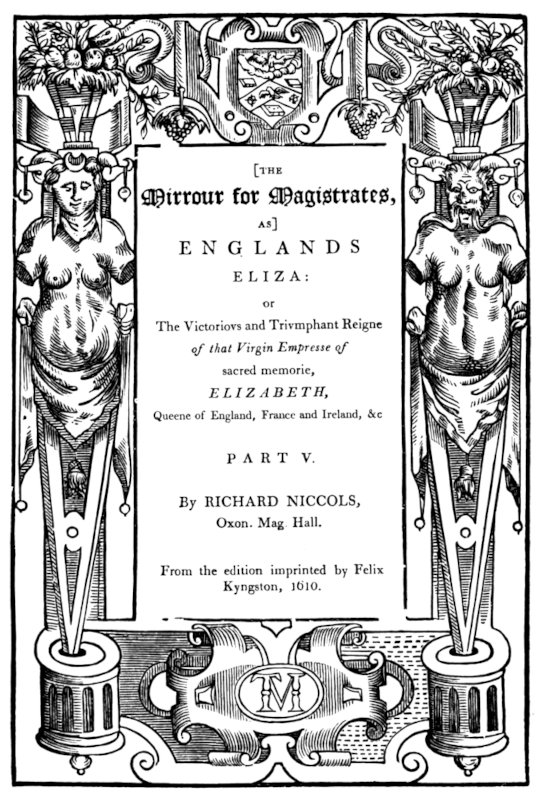 [THE
Mirrour for Magistrates,
AS]
ENGLANDS
ELIZA:
or
The Victoriovs and Trivmphant Reigne
of that Virgin Empresse of
sacred memorie,
ELIZABETH,
Queene of England, France and Ireland, &c
PART V.
By RICHARD NICCOLS,
Oxon. Mag. Hall.
From the edition imprinted by Felix
Kyngston, 1610.
TM